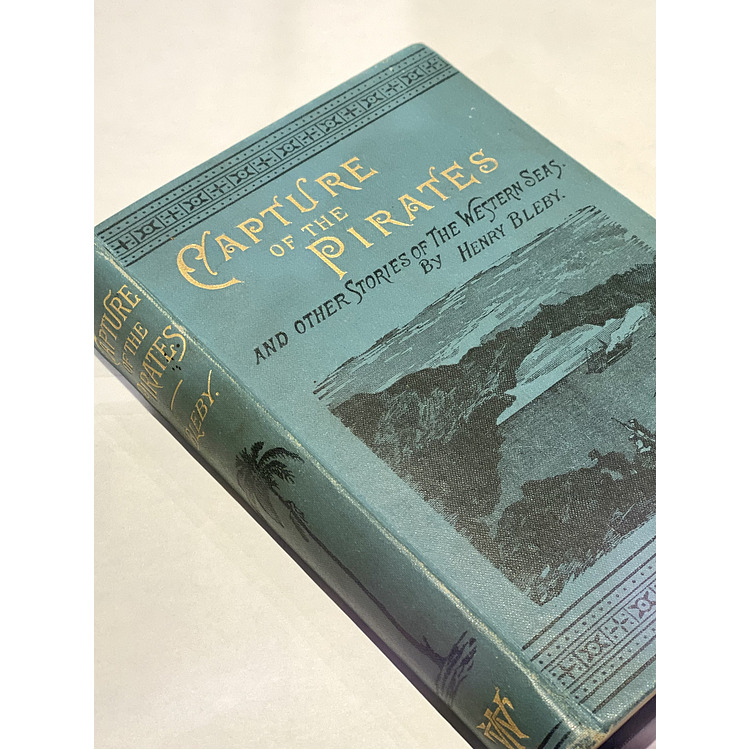 CAPTURE
OF THE
PIRATES
AND OTHER STORIES OF THE WESTERN SEAS.
BY HENRY BLEBY.
CAPTURE
OF THE
PIRATES
BLEBY.